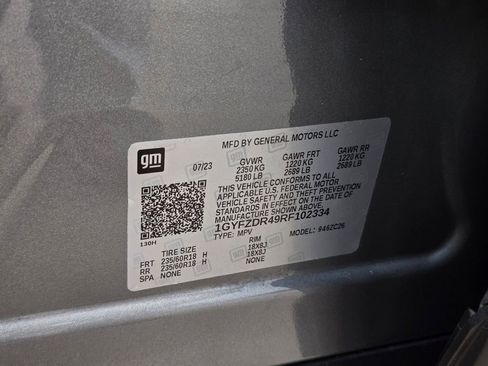 MFD BY GENERAL MOTORS LLC
gm
07/23
GVWR GAWR FRT GAWR RR
2350 KG 1220 KG 1220 KG
5180 LB 2689 LB 2689 LB
THIS VEHICLE CONFORMS TO ALL
APPLICABLE U.S. FEDERAL MOTOR
VEHICLE SAFETY AND THEFT PREVENTION
STANDARDS IN EFFECT ON THE DATE OF
MANUFACTURE SHOWN ABOVE.
1GYFZDR49RF102334
TYPE: MPV MODEL: 946ZC26
130H
TIRE SIZE RIM
FRT 235/60R18 H 18X8J
RR 235/60R18 H 18X8J
SPA NONE NONE